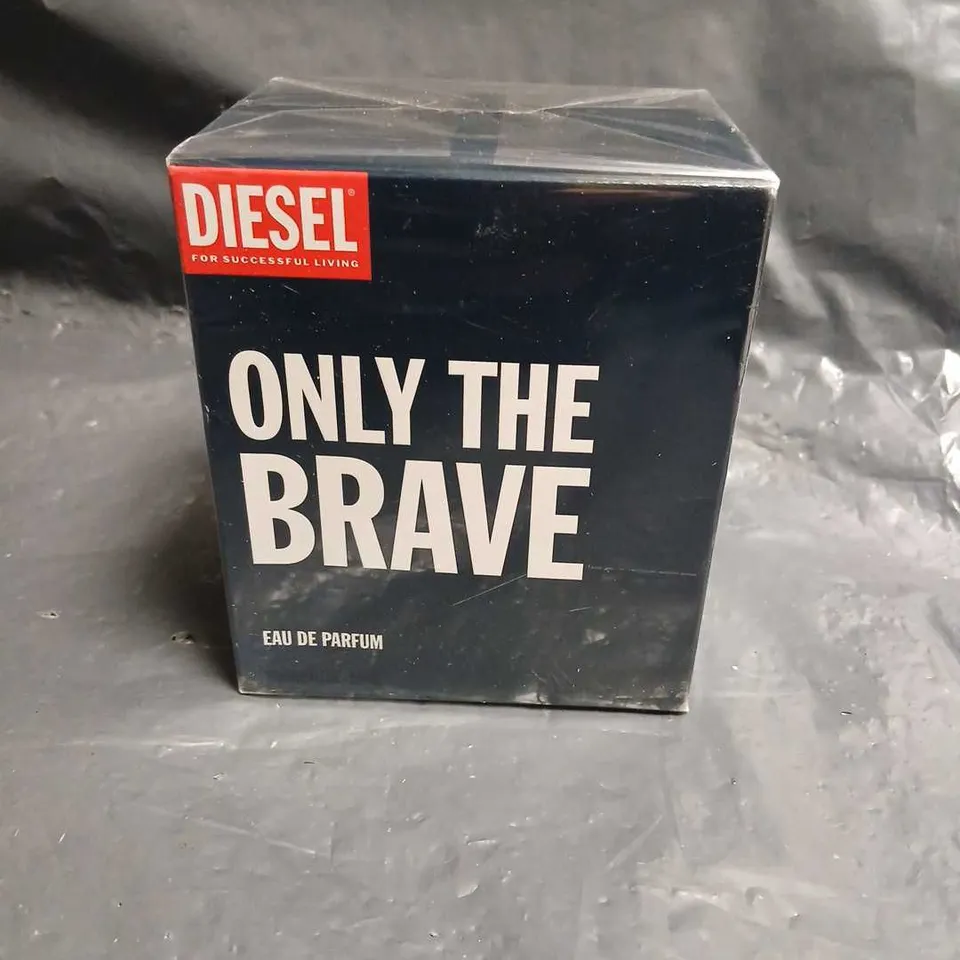 DIESEL®
FOR SUCCESSFUL LIVING
ONLY THE
BRAVE
EAU DE PARFUM